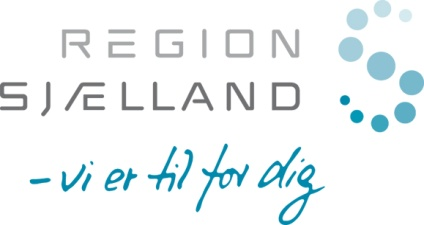 REGION
SJÆLLAND
- vi er til for dig